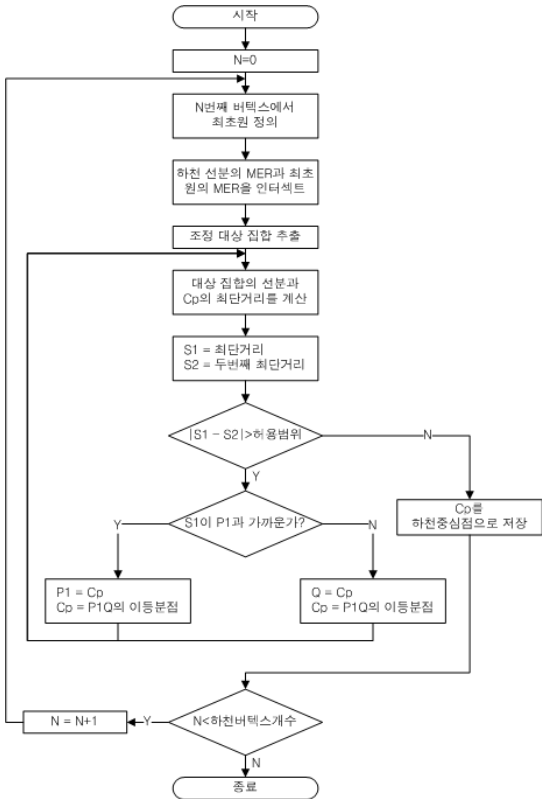 시작
N=0
N번째 버텍스에서
최초원 정의
하천 선분의 MER과 최초
원의 MER을 인터섹트
조정 대상 집합 추출
대상 집합의 선분과
Cp의 최단거리를 계산
S1 = 최단거리
S2 = 두번째 최단거리
|S1 - S2|>허용범위
N
Y
Cp를
하천중심점으로 저장
S1이 P1과 가까운가?
Y
N
P1 = Cp
Cp = P1Q의 이등분점
Q = Cp
Cp = P1Q의 이등분점
N<하천버텍스개수
Y
N = N+1
N
종료